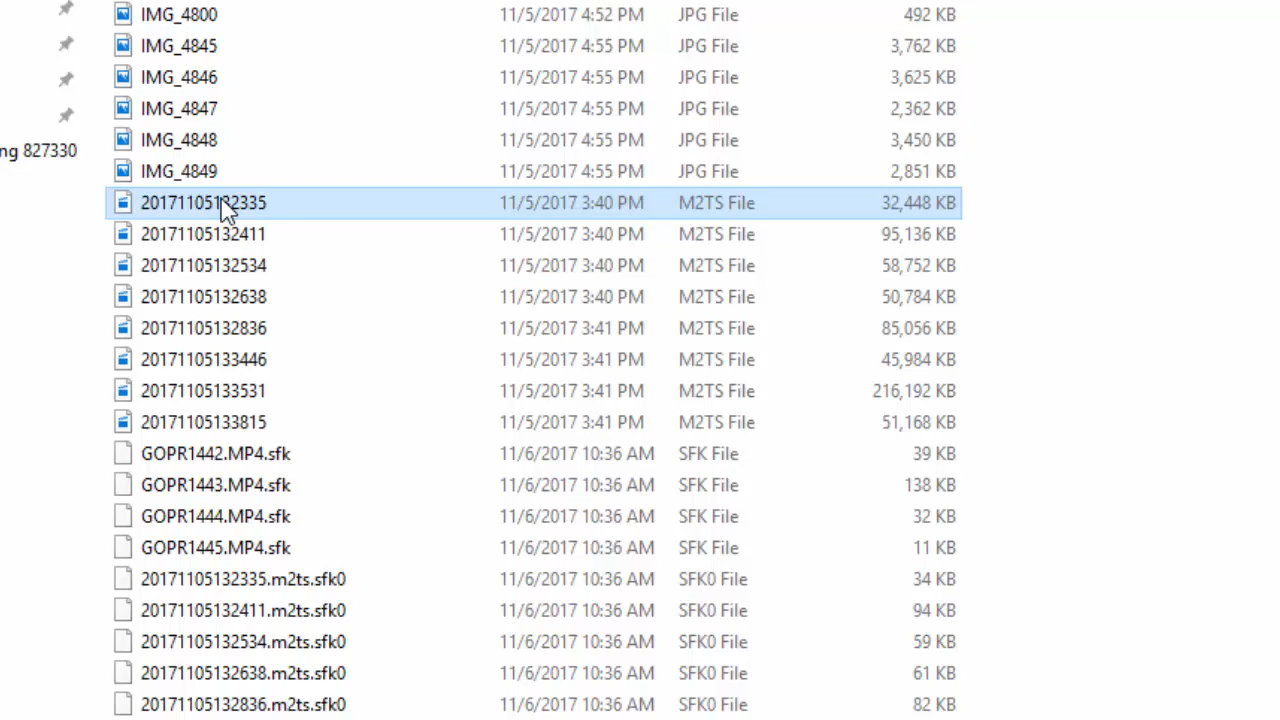 IMG_4800 11/5/2017 4:52 PM JPG File 492 KB
IMG_4845 11/5/2017 4:55 PM JPG File 3,762 KB
IMG_4846 11/5/2017 4:55 PM JPG File 3,625 KB
IMG_4847 11/5/2017 4:55 PM JPG File 2,362 KB
IMG_4848 11/5/2017 4:55 PM JPG File 3,450 KB
ng 827330
IMG_4849 11/5/2017 4:55 PM JPG File 2,851 KB
20171105132335 11/5/2017 3:40 PM M2TS File 32,448 KB
20171105132411 11/5/2017 3:40 PM M2TS File 95,136 KB
20171105132534 11/5/2017 3:40 PM M2TS File 58,752 KB
20171105132638 11/5/2017 3:40 PM M2TS File 50,784 KB
20171105132836 11/5/2017 3:41 PM M2TS File 85,056 KB
20171105133446 11/5/2017 3:41 PM M2TS File 45,984 KB
20171105133531 11/5/2017 3:41 PM M2TS File 216,192 KB
20171105133815 11/5/2017 3:41 PM M2TS File 51,168 KB
GOPR1442.MP4.sfk 11/6/2017 10:36 AM SFK File 39 KB
GOPR1443.MP4.sfk 11/6/2017 10:36 AM SFK File 138 KB
GOPR1444.MP4.sfk 11/6/2017 10:36 AM SFK File 32 KB
GOPR1445.MP4.sfk 11/6/2017 10:36 AM SFK File 11 KB
20171105132335.m2ts.sfk0 11/6/2017 10:36 AM SFK0 File 34 KB
20171105132411.m2ts.sfk0 11/6/2017 10:36 AM SFK0 File 94 KB
20171105132534.m2ts.sfk0 11/6/2017 10:36 AM SFK0 File 59 KB
20171105132638.m2ts.sfk0 11/6/2017 10:36 AM SFK0 File 61 KB
20171105132836.m2ts.sfk0 11/6/2017 10:36 AM SFK0 File 82 KB